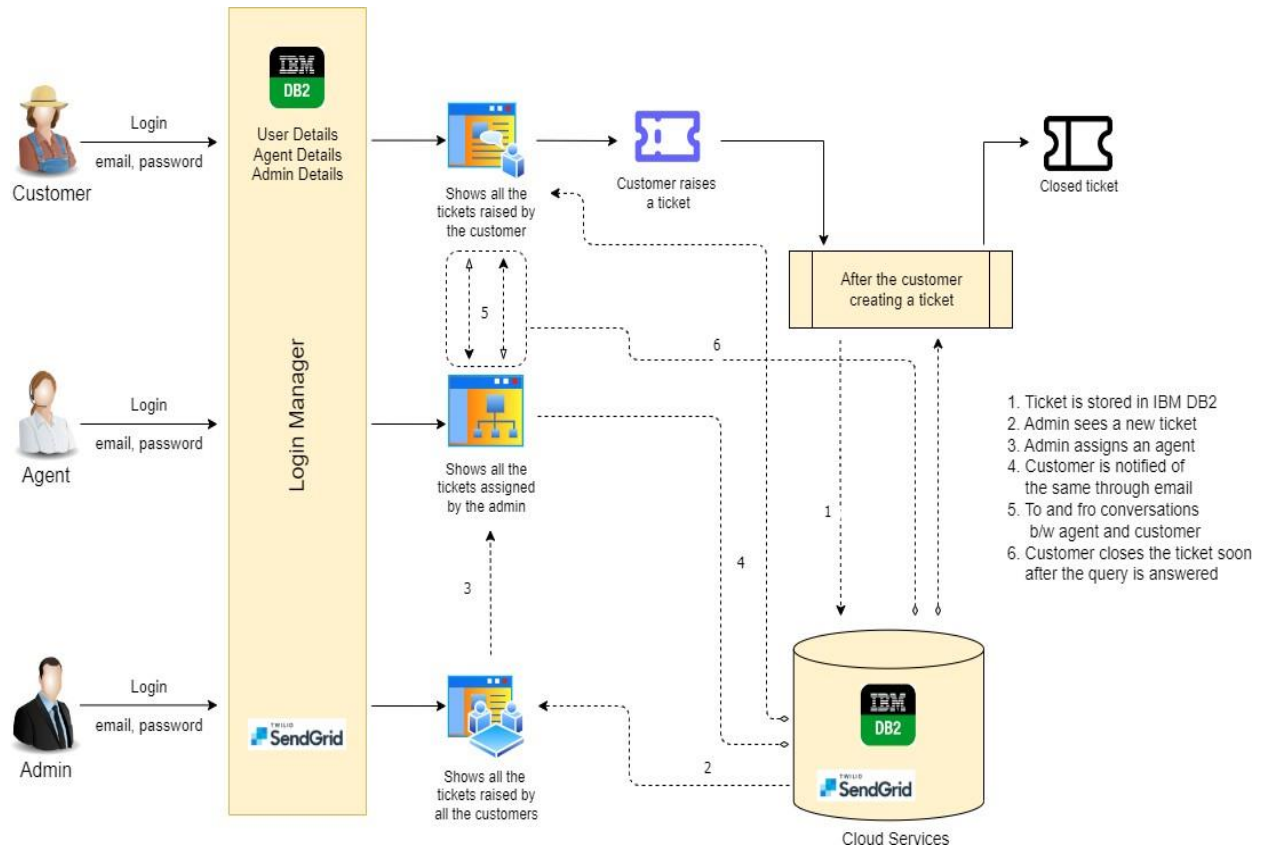 IBM
DB2
User Details
Agent Details
Admin Details
Login
email, password
Customer
Shows all the
tickets raised by
the customer
Customer raises
a ticket
Closed ticket
After the customer
creating a ticket
5
6
Login Manager
Login
email, password
Agent
Shows all the
tickets assigned
by the admin
1. Ticket is stored in IBM DB2
2. Admin sees a new ticket
3. Admin assigns an agent
4. Customer is notified of
the same through email
5. To and fro conversations
b/w agent and customer
6. Customer closes the ticket soon
after the query is answered
1
4
3
Login
email, password
Admin
TWILIO
SendGrid
Shows all the
tickets raised by
all the customers
2
IBM
DB2
TWILIO
SendGrid
Cloud Services